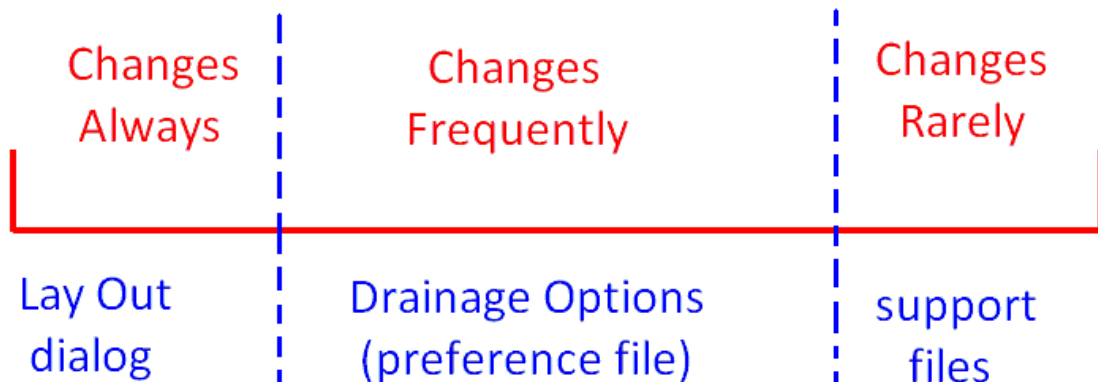 Changes
Always
Changes
Frequently
Changes
Rarely
Lay Out
dialog
Drainage Options
(preference file)
support
files